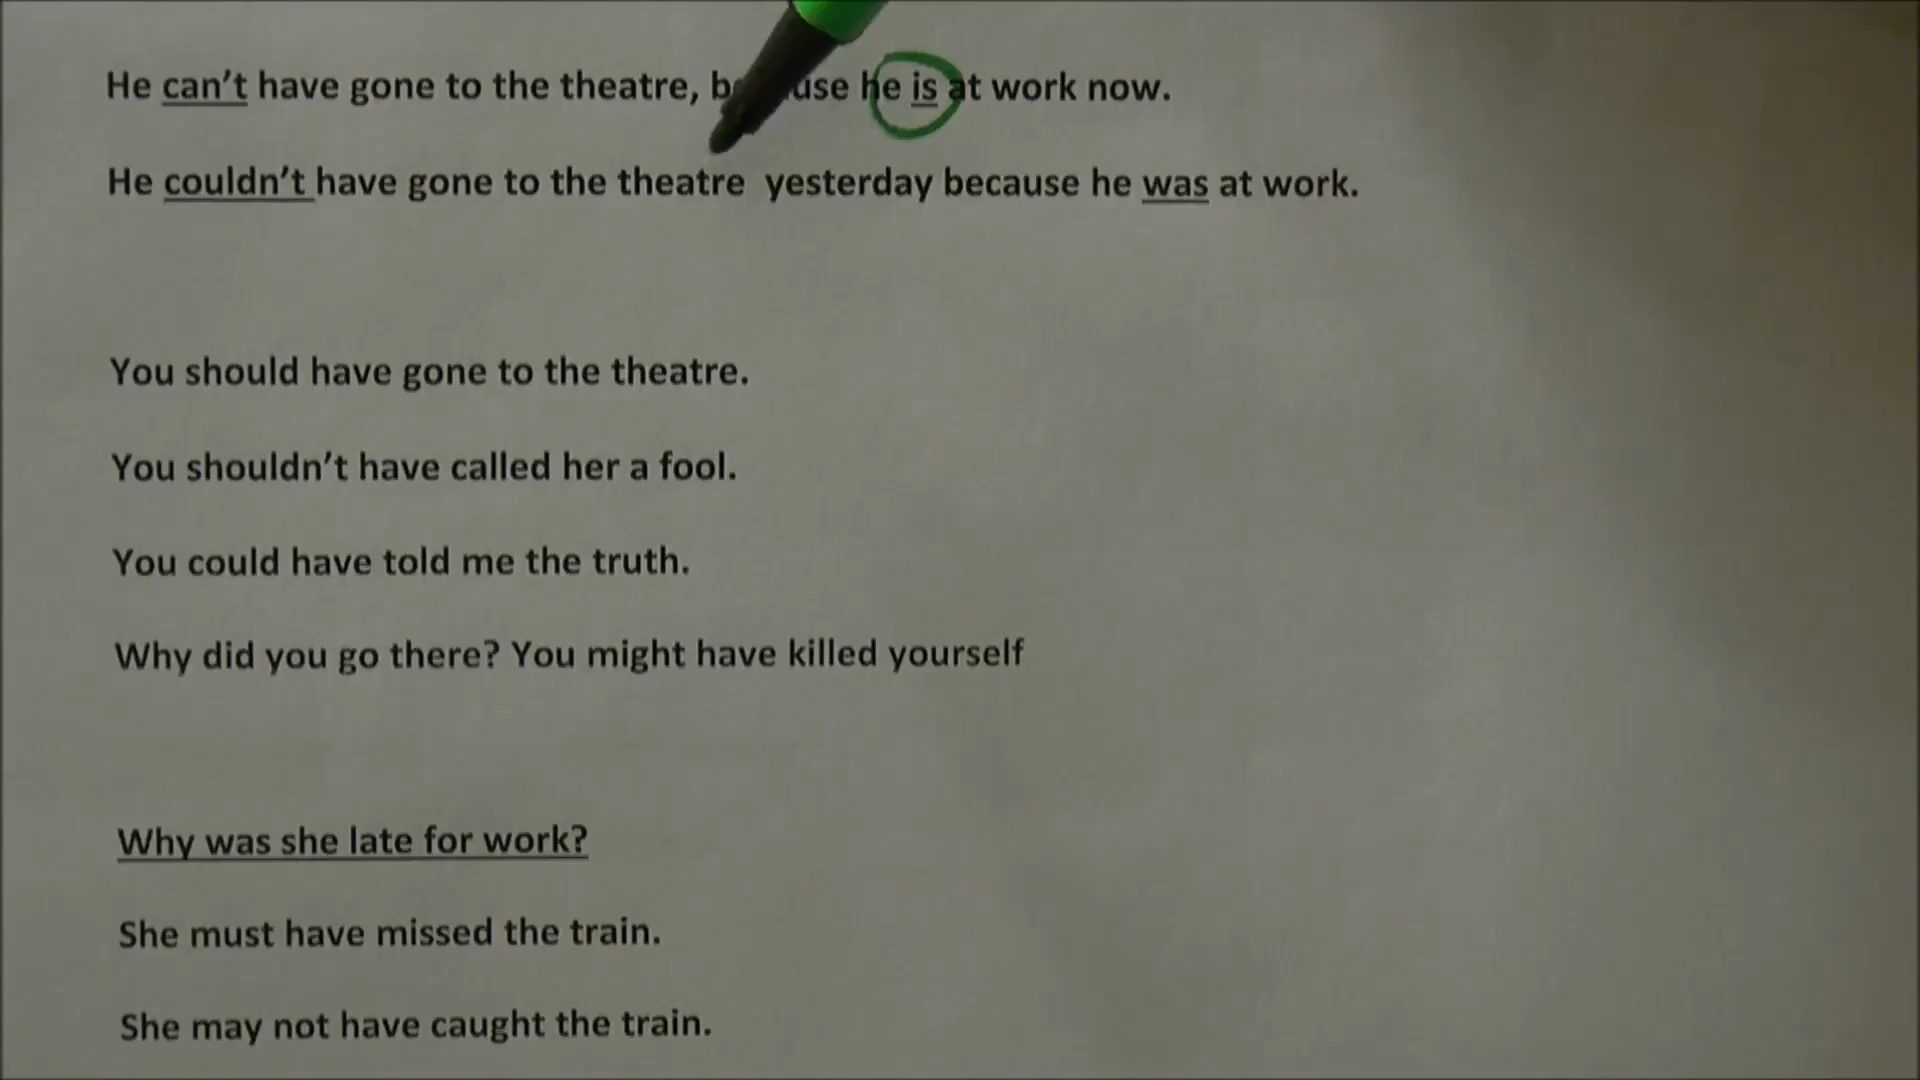 He can't have gone to the theatre, he is at work now.
He couldn't have gone to the theatre yesterday because he was at work.
You should have gone to the theatre.
You shouldn't have called her a fool.
You could have told me the truth.
Why did you go there? You might have killed yourself
Why was she late for work?
She must have missed the train.
She may not have caught the train.